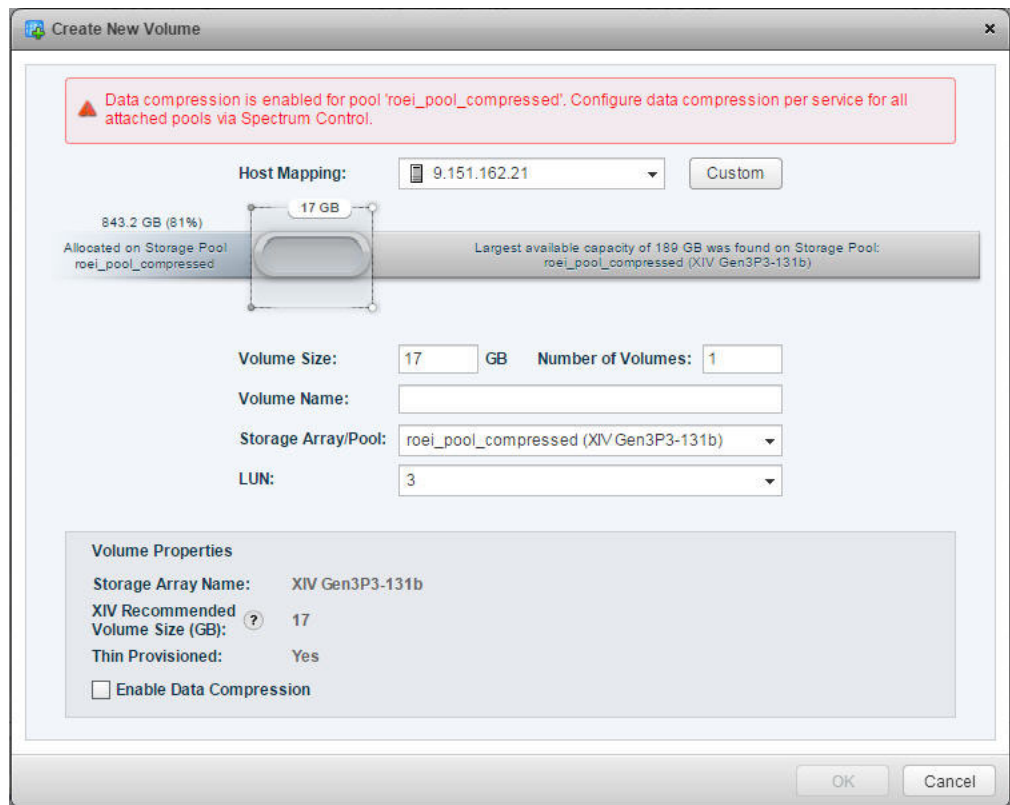 Create New Volume
Data compression is enabled for pool 'roei_pool_compressed'. Configure data compression per service for all
attached pools via Spectrum Control.
Host Mapping: 9.151.162.21 Custom
17 GB
843.2 GB (81%)
Allocated on Storage Pool
roei_pool_compressed
Largest available capacity of 189 GB was found on Storage Pool:
roei_pool_compressed (XIV Gen3P3-131b)
Volume Size: 17 GB Number of Volumes: 1
Volume Name:
Storage Array/Pool: roei_pool_compressed (XIV Gen3P3-131b)
LUN: 3
Volume Properties
Storage Array Name: XIV Gen3P3-131b
XIV Recommended
Volume Size (GB): ? 17
Thin Provisioned: Yes
Enable Data Compression
OK Cancel